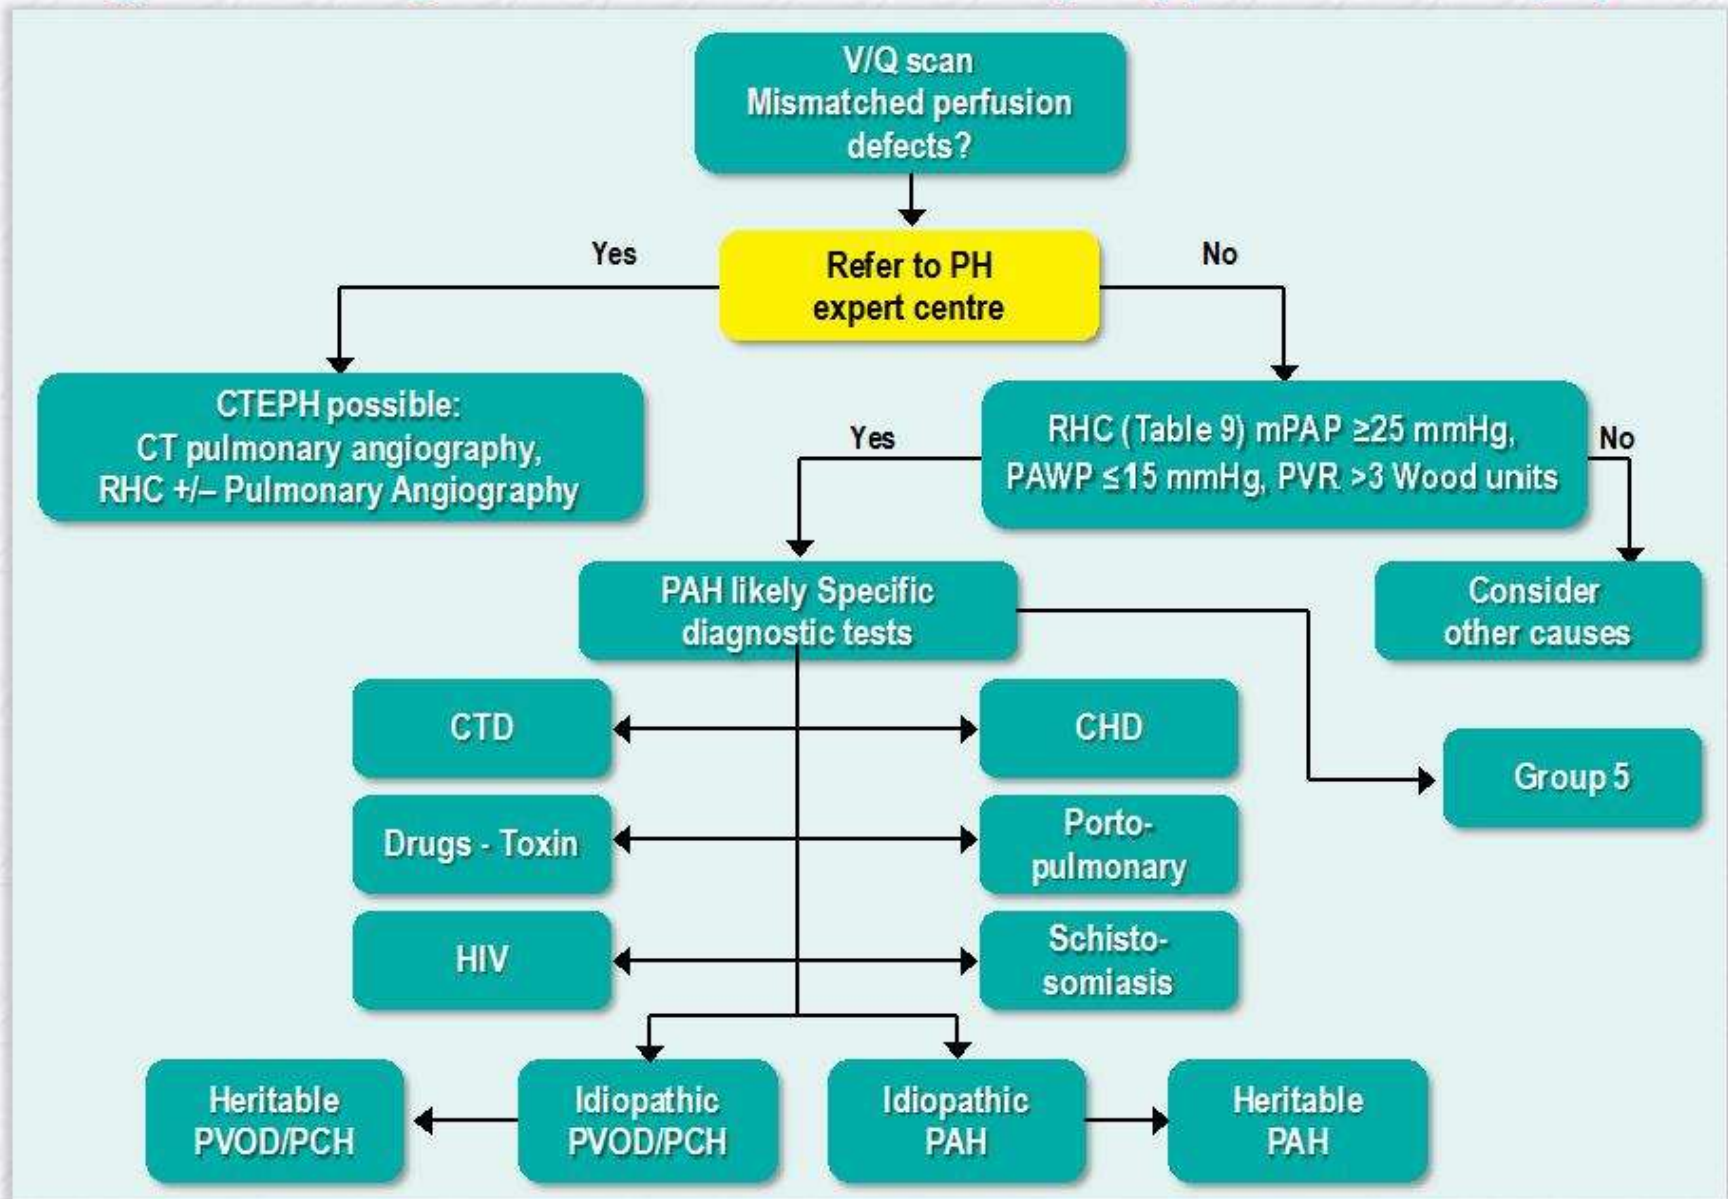 V/Q scan
Mismatched perfusion
defects?
Yes
Refer to PH
expert centre
No
CTEPH possible:
CT pulmonary angiography,
RHC +/– Pulmonary Angiography
Yes
RHC (Table 9) mPAP ≥25 mmHg,
PAWP ≤15 mmHg, PVR >3 Wood units
No
PAH likely Specific
diagnostic tests
Consider
other causes
CTD
CHD
Group 5
Drugs - Toxin
Porto-
pulmonary
HIV
Schisto-
somiasis
Heritable
PVOD/PCH
Idiopathic
PVOD/PCH
Idiopathic
PAH
Heritable
PAH